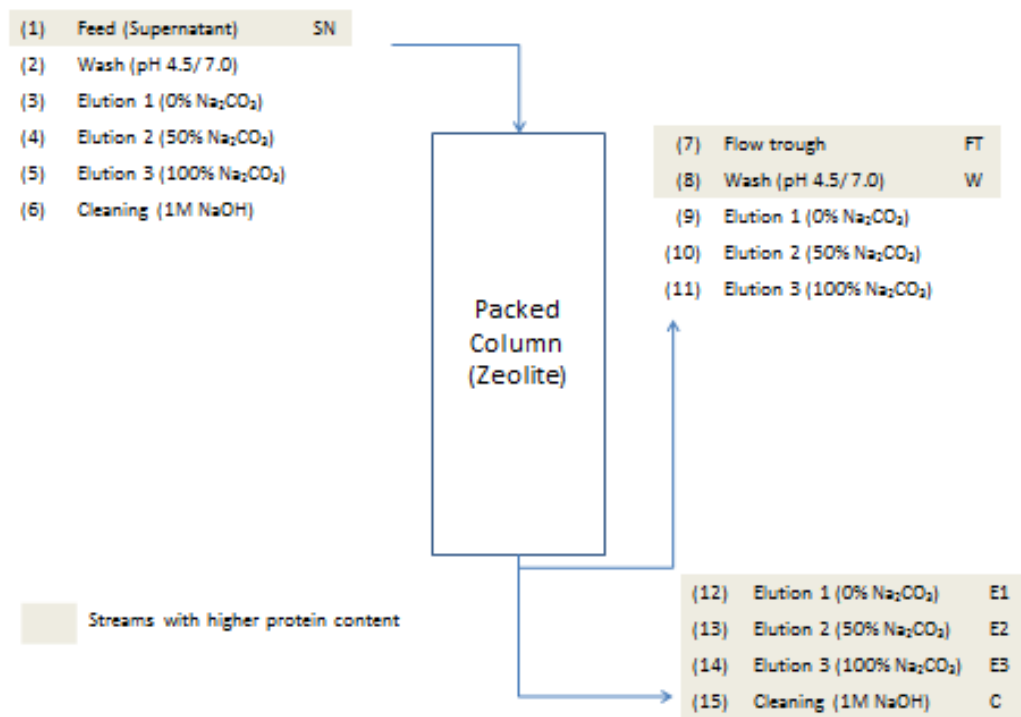 (1) Feed (Supernatant) SN
(2) Wash (pH 4.5/ 7.0)
(3) Elution 1 (0% Na₂CO₃)
(4) Elution 2 (50% Na₂CO₃)
(5) Elution 3 (100% Na₂CO₃)
(6) Cleaning (1M NaOH)
Packed
Column
(Zeolite)
(7) Flow trough FT
(8) Wash (pH 4.5/ 7.0) W
(9) Elution 1 (0% Na₂CO₃)
(10) Elution 2 (50% Na₂CO₃)
(11) Elution 3 (100% Na₂CO₃)
Streams with higher protein content
(12) Elution 1 (0% Na₂CO₃) E1
(13) Elution 2 (50% Na₂CO₃) E2
(14) Elution 3 (100% Na₂CO₃) E3
(15) Cleaning (1M NaOH) C